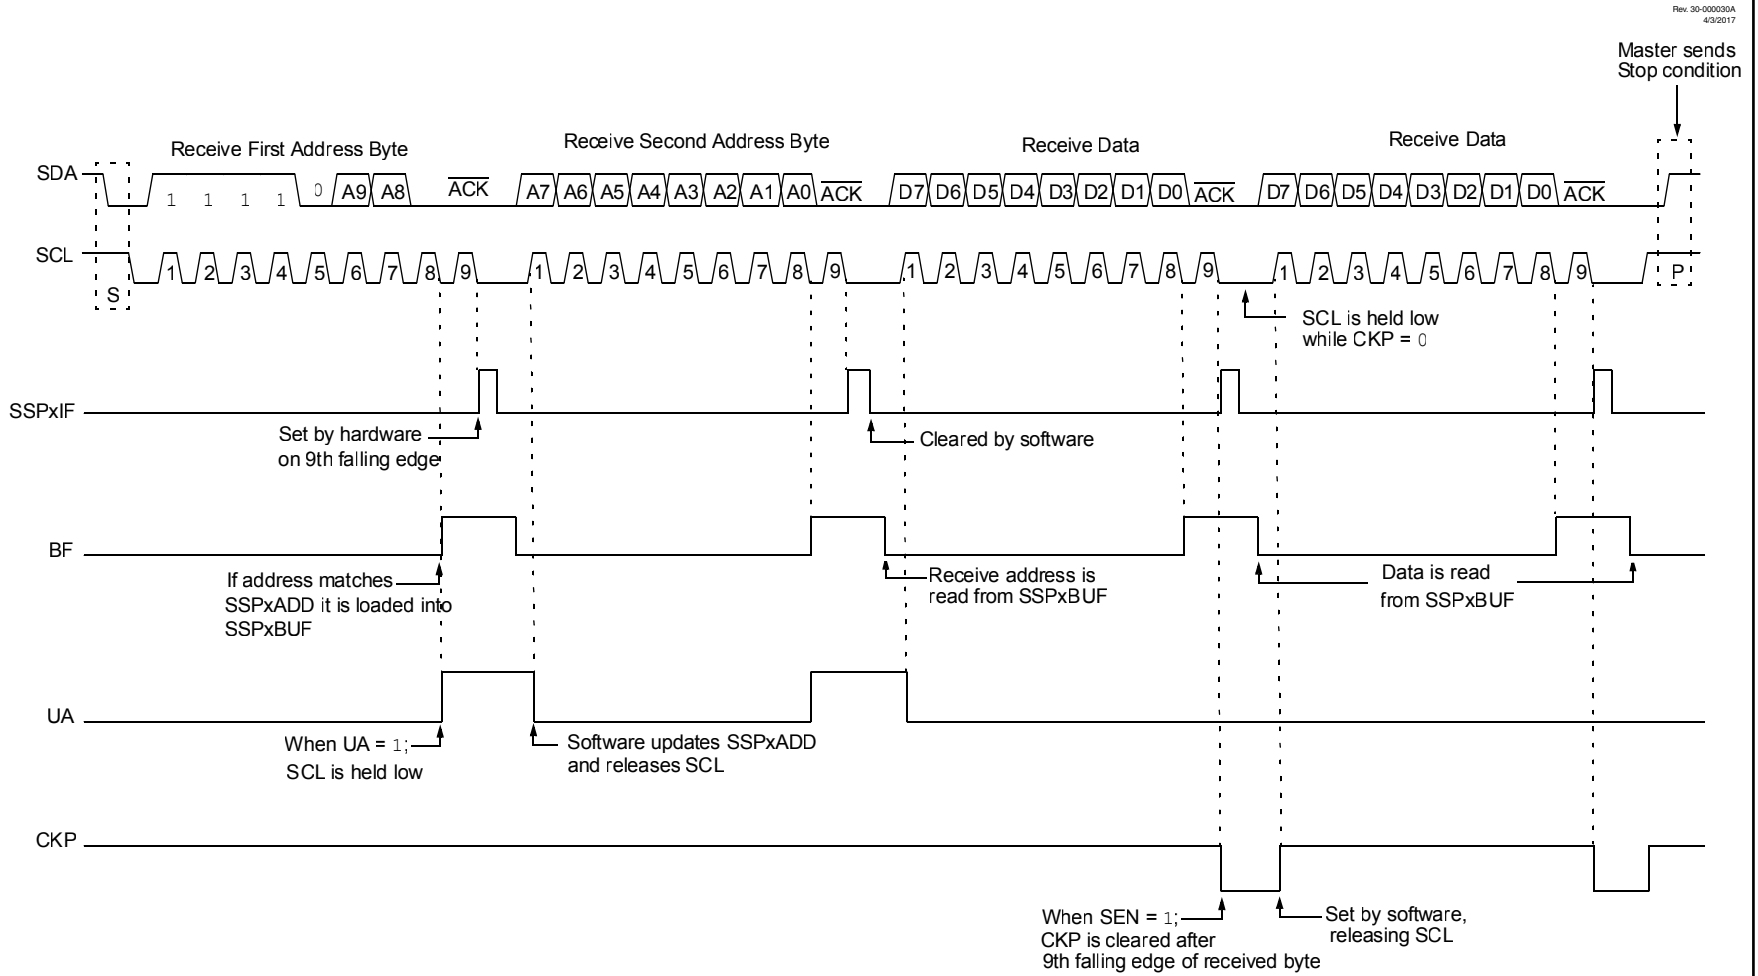 Rev. 30-000030A
4/3/2017
Master sends
Stop condition
Receive First Address Byte
Receive Second Address Byte
Receive Data
Receive Data
SDA
1 1 1 1 0 A9 A8 ACK A7 A6 A5 A4 A3 A2 A1 A0 ACK D7 D6 D5 D4 D3 D2 D1 D0 ACK D7 D6 D5 D4 D3 D2 D1 D0 ACK
SCL
S 1 2 3 4 5 6 7 8 9 1 2 3 4 5 6 7 8 9 1 2 3 4 5 6 7 8 9 1 2 3 4 5 6 7 8 9 P
SCL is held low
while CKP = 0
SSPxIF
Set by hardware
on 9th falling edge
Cleared by software
BF
If address matches
SSPxADD it is loaded into
SSPxBUF
Receive address is
read from SSPxBUF
Data is read
from SSPxBUF
UA
When UA = 1;
SCL is held low
Software updates SSPxADD
and releases SCL
CKP
When SEN = 1;
CKP is cleared after
9th falling edge of received byte
Set by software,
releasing SCL